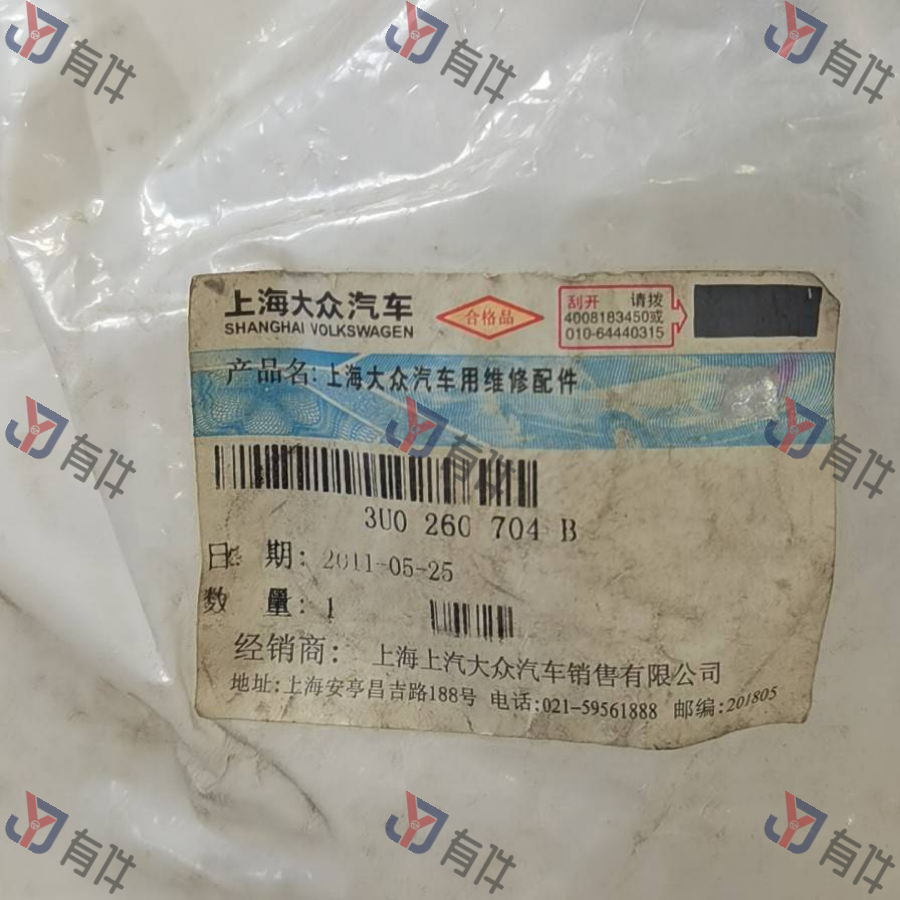 有件
有件
有件
上海大众汽车
SHANGHAI VOLKSWAGEN
合格品
刮开 请拨
4008183450或
010-64440315
产品名: 上海大众汽车用维修配件
有件
有件
有件
3U0 260 704 B
日 期: 2011-05-25
数 量: 1
经销商: 上海上汽大众汽车销售有限公司
地址:上海安亭昌吉路188号 电话:021-59561888 邮编:201805
有件
有件
有件